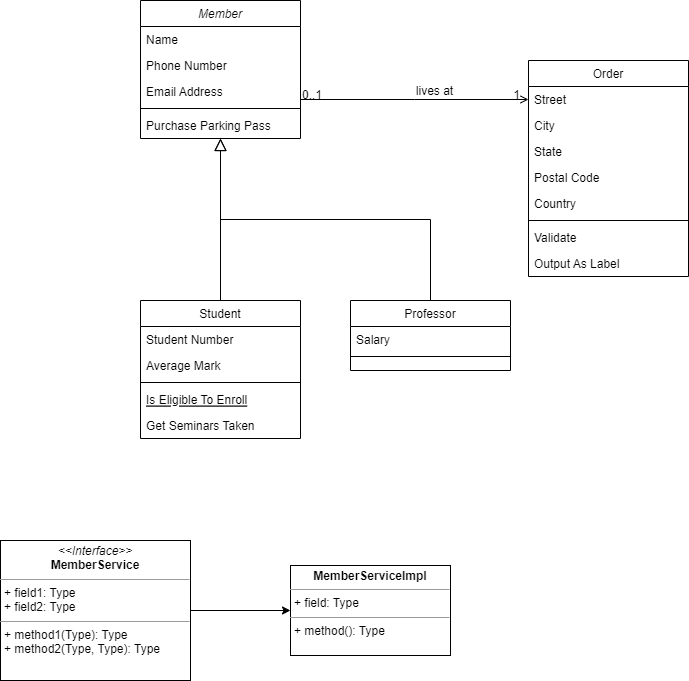 Member
Name
Phone Number
Email Address
Purchase Parking Pass
0..1
lives at
1
Order
Street
City
State
Postal Code
Country
Validate
Output As Label
Student
Student Number
Average Mark
Is Eligible To Enroll
Get Seminars Taken
Professor
Salary
<<Interface>>
MemberService
+ field1: Type
+ field2: Type
+ method1(Type): Type
+ method2(Type, Type): Type
MemberServiceImpl
+ field: Type
+ method(): Type